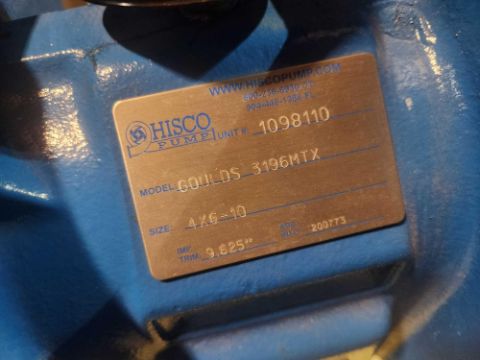 WWW.HISCOPUMP.COM
HISCO
PUMP
UNIT #: 1098110
MODEL: GOULDS 3196MTX
SIZE: 4X6-10
IMP. TRIM: 9.625"
200773